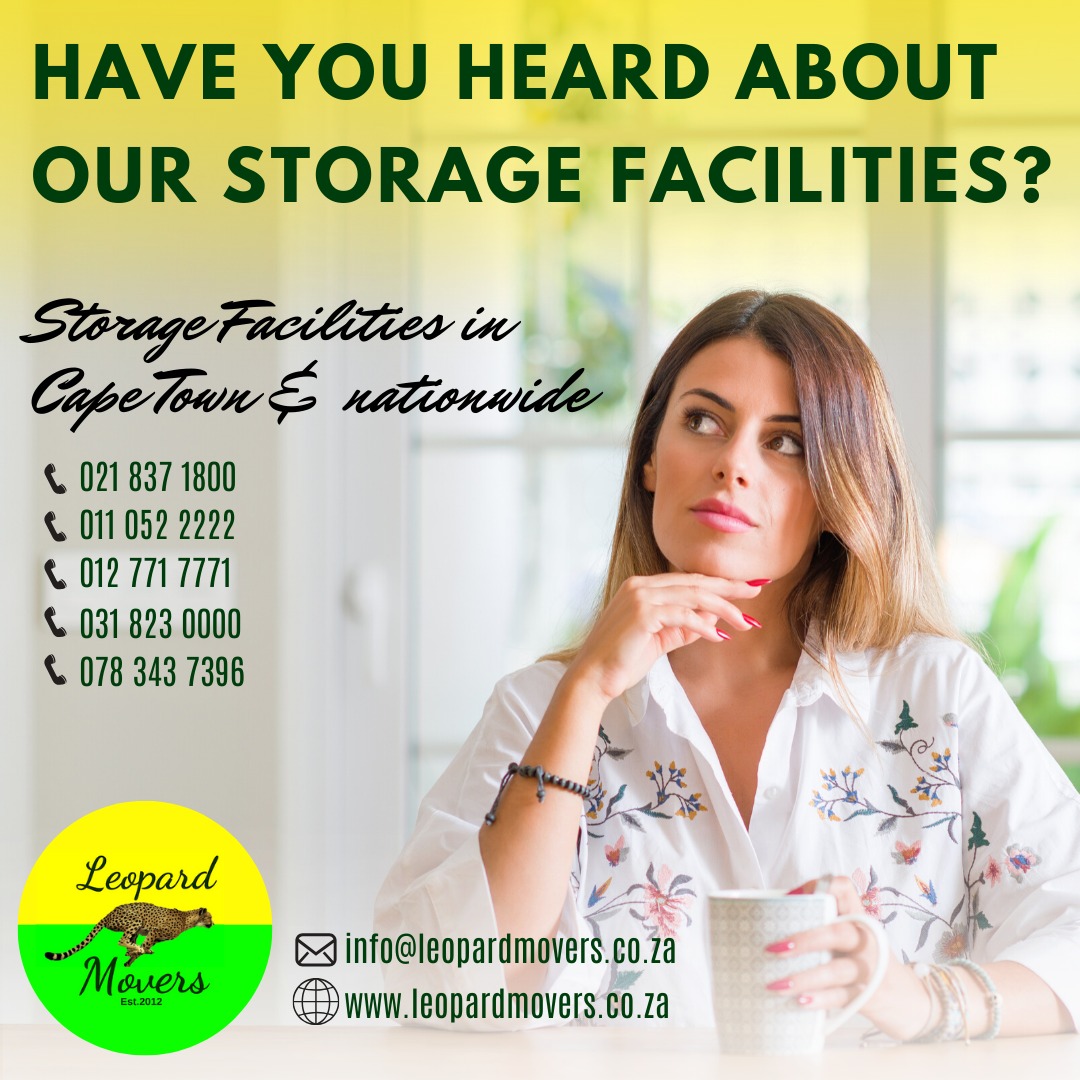 HAVE YOU HEARD ABOUT
OUR STORAGE FACILITIES?
Storage Facilities in
Cape Town & nationwide
021 837 1800
011 052 2222
012 771 7771
031 823 0000
078 343 7396
Leopard
Movers
Est.2012
info@leopardmovers.co.za
www.leopardmovers.co.za